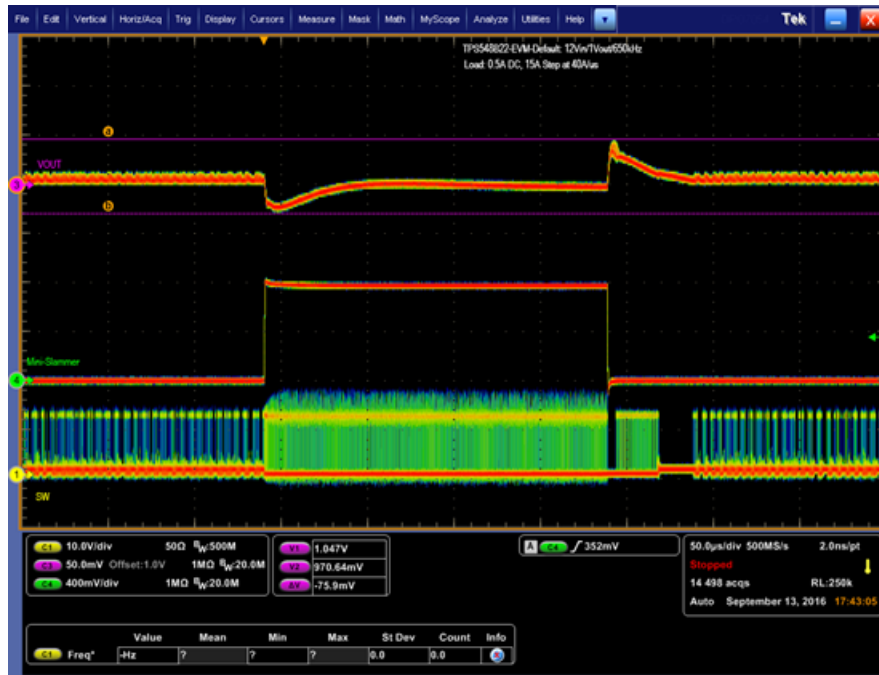 File Edit Vertical Horiz/Acq Trig Display Cursors Measure Mask Math MyScope Analyze Utilities Help Tek X
TPS548B22-EVM-Default: 12Vin/1Vout/650kHz
Load: 0.5A DC, 15A Step at 40A/us
a
VOUT
3
b
Mini-Slammer
4
1
SW
C1 10.0V/div 50Ω BW:500M
C3 50.0mV Offset:1.0V 1MΩ BW:20.0M
C4 400mV/div 1MΩ BW:20.0M
V1 1.047V
V2 970.64mV
ΔV -75.9mV
A C4 ∫ 352mV
50.0μs/div 500MS/s 2.0ns/pt
Stopped
14 498 acqs RL:250k
Auto September 13, 2016 17:43:05
Value Mean Min Max St Dev Count Info
C1 Freq* -Hz ? ? ? 0.0 0.0